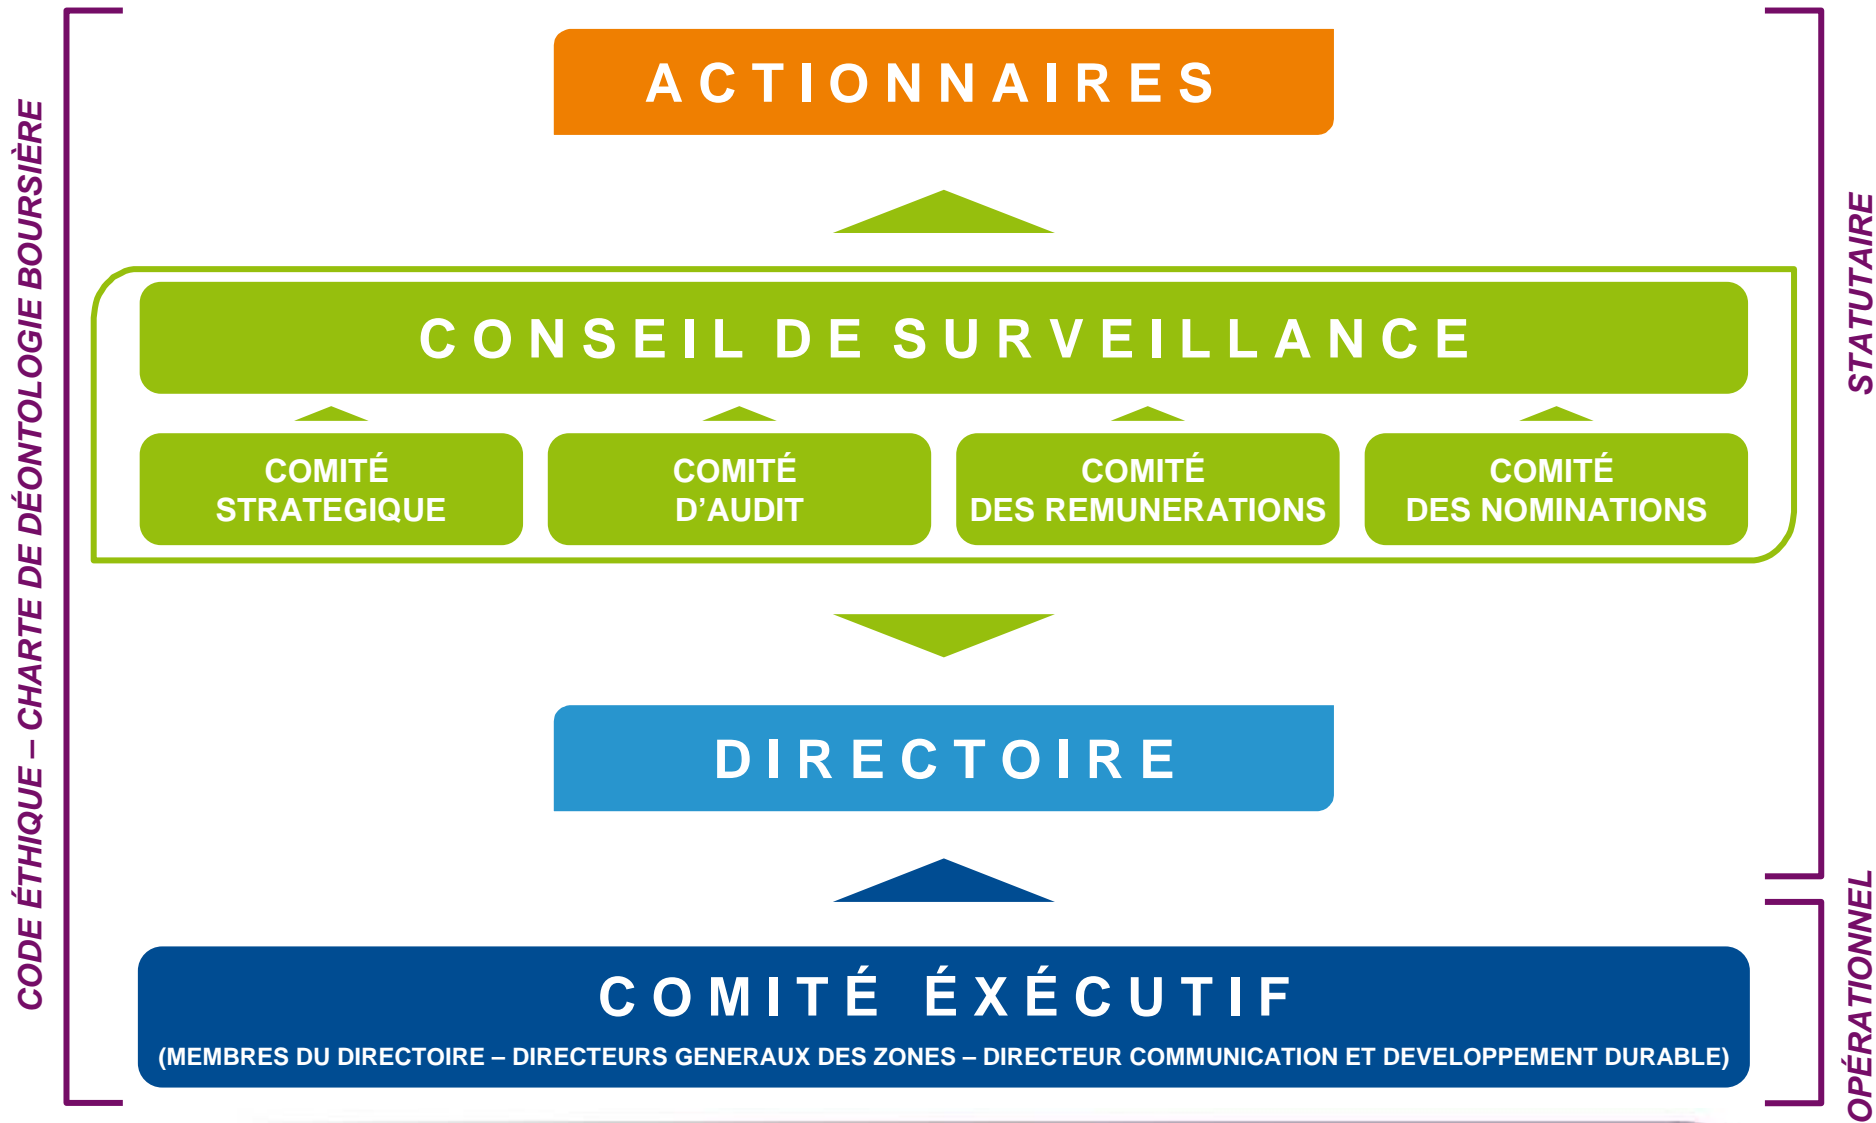 CODE ÉTHIQUE – CHARTE DE DÉONTOLOGIE BOURSIÈRE
ACTIONNAIRES
CONSEIL DE SURVEILLANCE
COMITÉ
STRATEGIQUE
COMITÉ
D’AUDIT
COMITÉ
DES REMUNERATIONS
COMITÉ
DES NOMINATIONS
DIRECTOIRE
COMITÉ ÉXÉCUTIF
(MEMBRES DU DIRECTOIRE – DIRECTEURS GENERAUX DES ZONES – DIRECTEUR COMMUNICATION ET DEVELOPPEMENT DURABLE)
STATUTAIRE
OPÉRATIONNEL